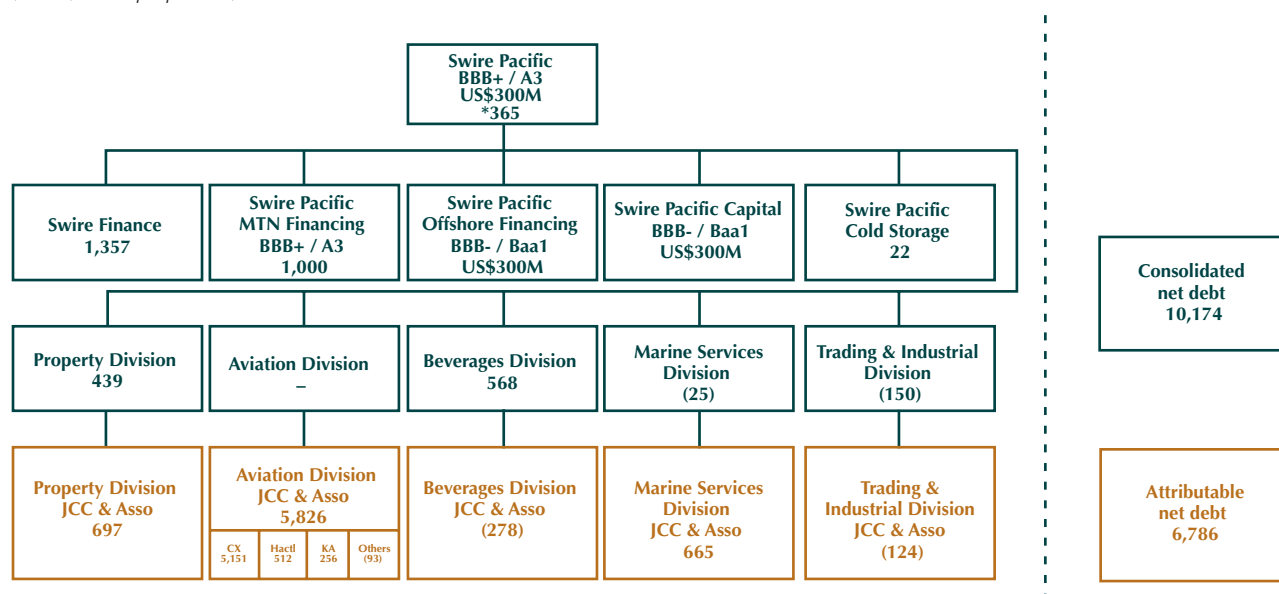 Swire Pacific
BBB+ / A3
US$300M
*365
Swire Finance
1,357
Swire Pacific
MTN Financing
BBB+ / A3
1,000
Swire Pacific
Offshore Financing
BBB- / Baa1
US$300M
Swire Pacific Capital
BBB- / Baa1
US$300M
Swire Pacific
Cold Storage
22
Consolidated
net debt
10,174
Property Division
439
Aviation Division
–
Beverages Division
568
Marine Services
Division
(25)
Trading & Industrial
Division
(150)
Property Division
JCC & Asso
697
Aviation Division
JCC & Asso
5,826
CX
5,151
Hactl
512
KA
256
Others
(93)
Beverages Division
JCC & Asso
(278)
Marine Services
Division
JCC & Asso
665
Trading &
Industrial Division
JCC & Asso
(124)
Attributable
net debt
6,786